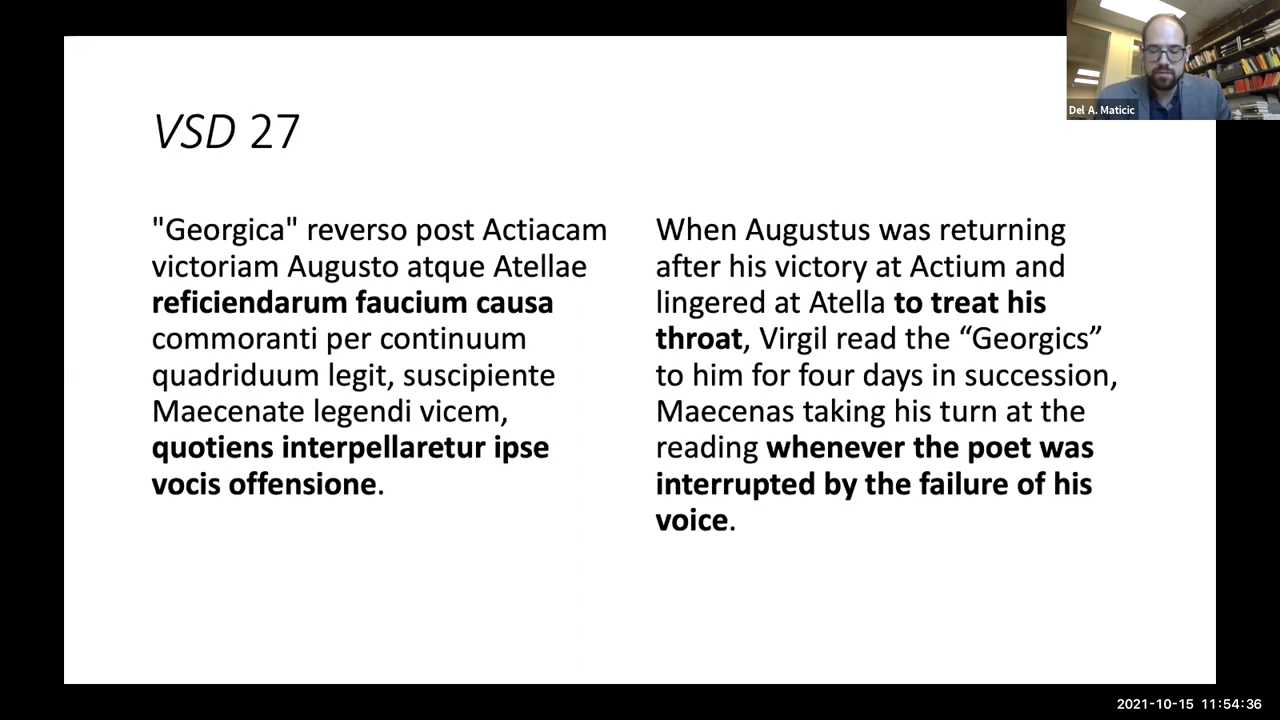 Del A. Maticic
VSD 27
"Georgica" reverso post Actiacam
victoriam Augusto atque Atellae
reficiendarum faucium causa
commoranti per continuum
quadriduum legit, suscipiente
Maecenate legendi vicem,
quotiens interpellaretur ipse
vocis offensione.
When Augustus was returning
after his victory at Actium and
lingered at Atella to treat his
throat, Virgil read the “Georgics”
to him for four days in succession,
Maecenas taking his turn at the
reading whenever the poet was
interrupted by the failure of his
voice.
2021-10-15 11:54:36